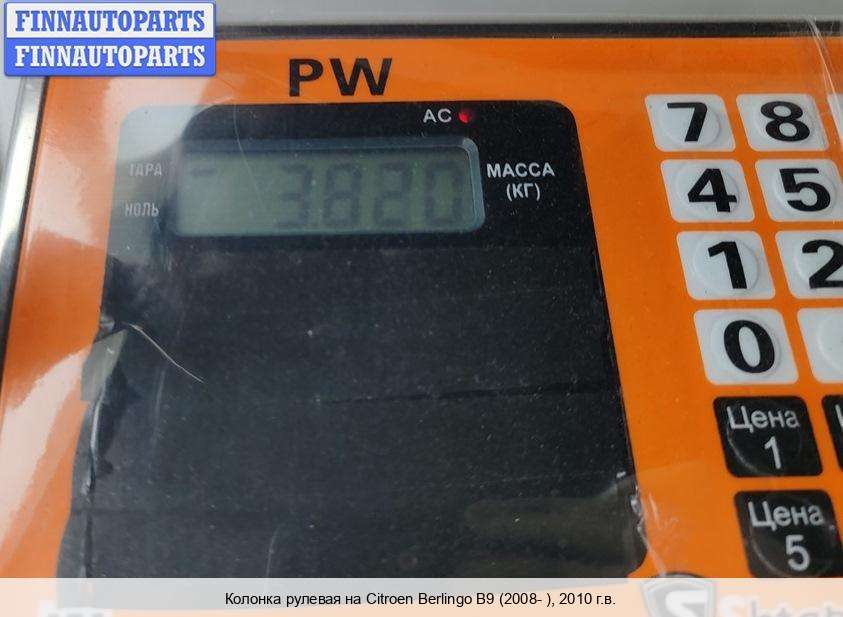 FINNAUTOPARTS
FINNAUTOPARTS
PW
AC
ТАРА
3.820
МАССА
(КГ)
НОЛЬ
7 8
4 5
1 2
0
Цена
1
Цена
5
Колонка рулевая на Citroen Berlingo B9 (2008- ), 2010 г.в.